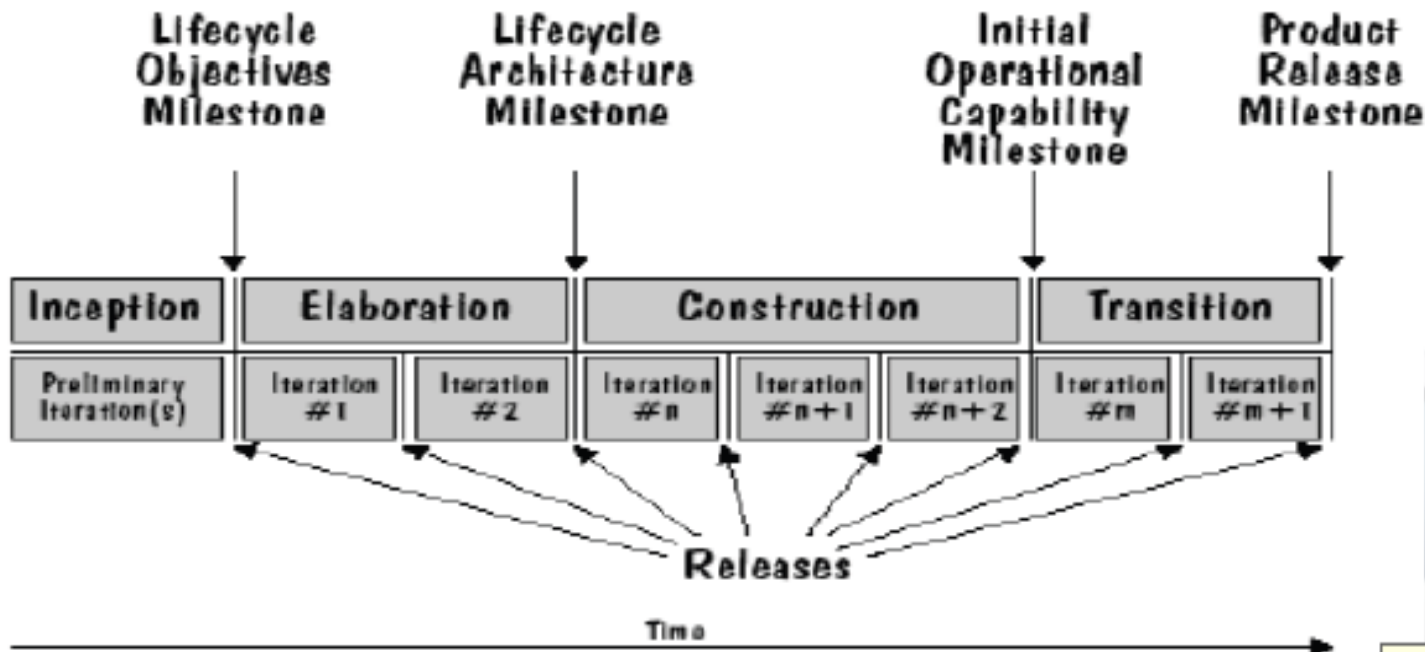 Lifecycle
Objectives
Milestone
Lifecycle
Architecture
Milestone
Initial
Operational
Capability
Milestone
Product
Release
Milestone
Inception
Elaboration
Construction
Transition
Preliminary
Iteration(s)
Iteration
#1
Iteration
#2
Iteration
#n
Iteration
#n+1
Iteration
#n+2
Iteration
#m
Iteration
#m+1
Releases
Time